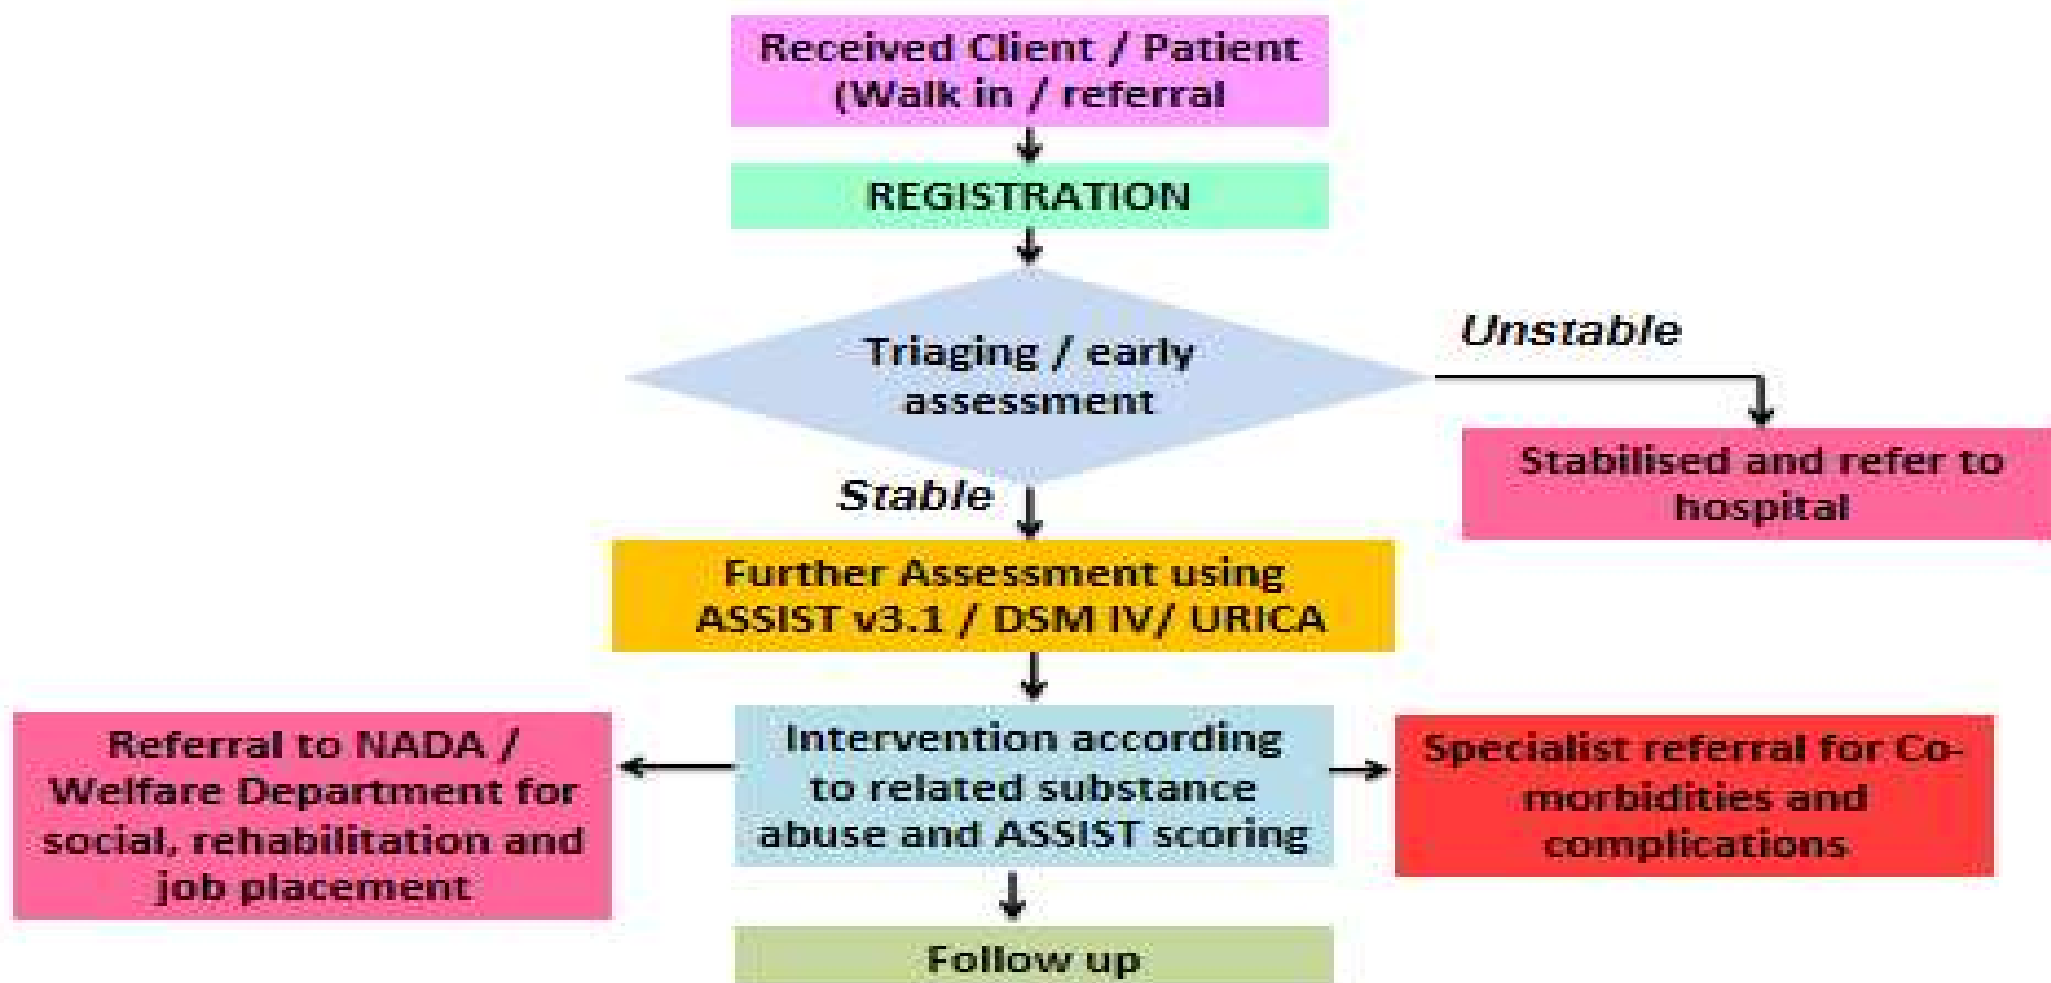 Received Client / Patient
(Walk in / referral
REGISTRATION
Triaging / early
assessment
Unstable
Stabilised and refer to
hospital
Stable
Further Assessment using
ASSIST v3.1 / DSM IV/ URICA
Referral to NADA /
Welfare Department for
social, rehabilitation and
job placement
Intervention according
to related substance
abuse and ASSIST scoring
Specialist referral for Co-
morbidities and
complications
Follow up